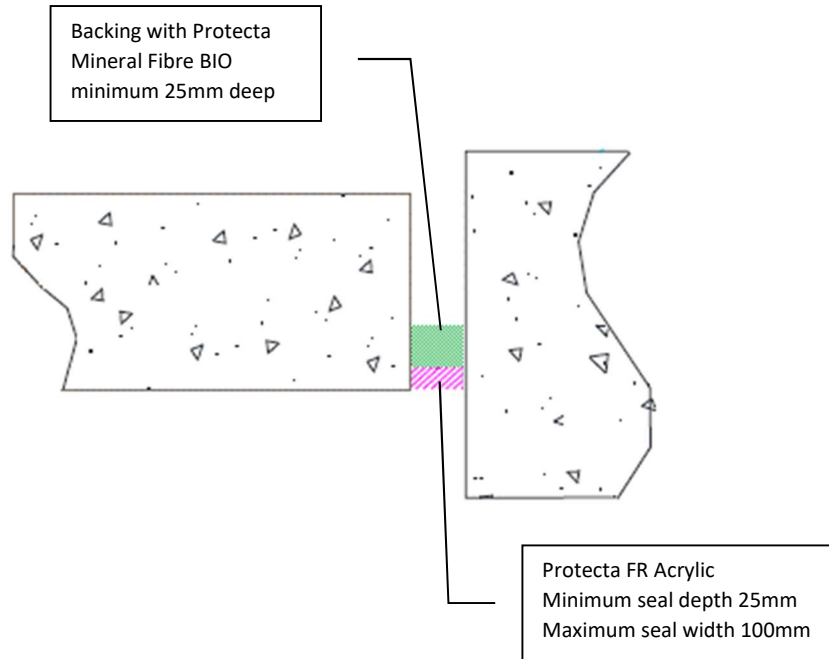 Backing with Protecta
Mineral Fibre BIO
minimum 25mm deep
Protecta FR Acrylic
Minimum seal depth 25mm
Maximum seal width 100mm